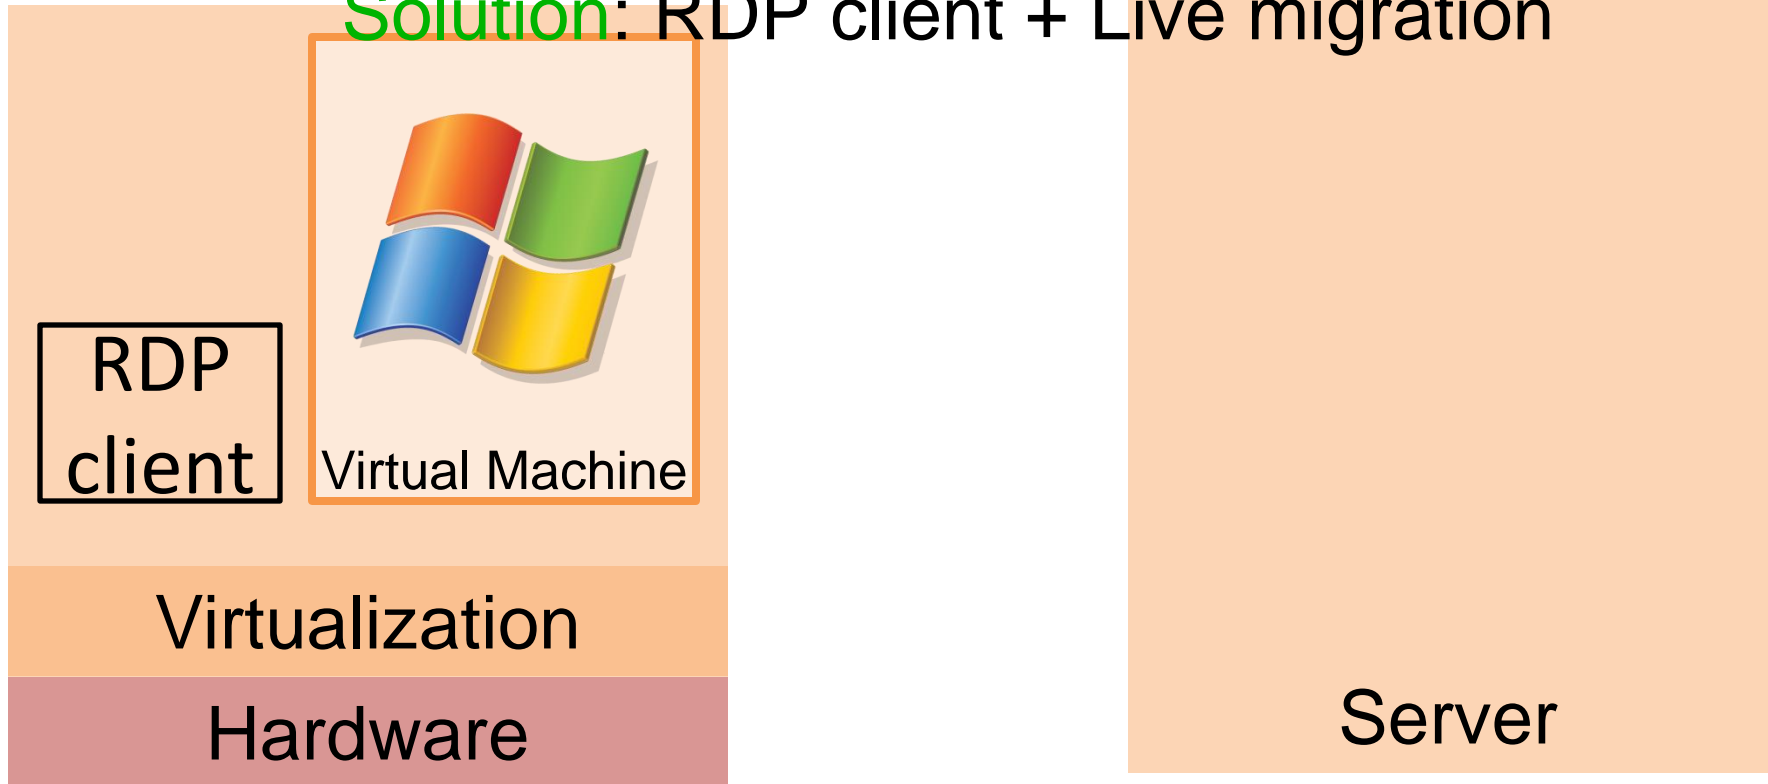 Solution: RDP client + Live migration
RDP
client
Virtual Machine
Virtualization
Hardware
Server